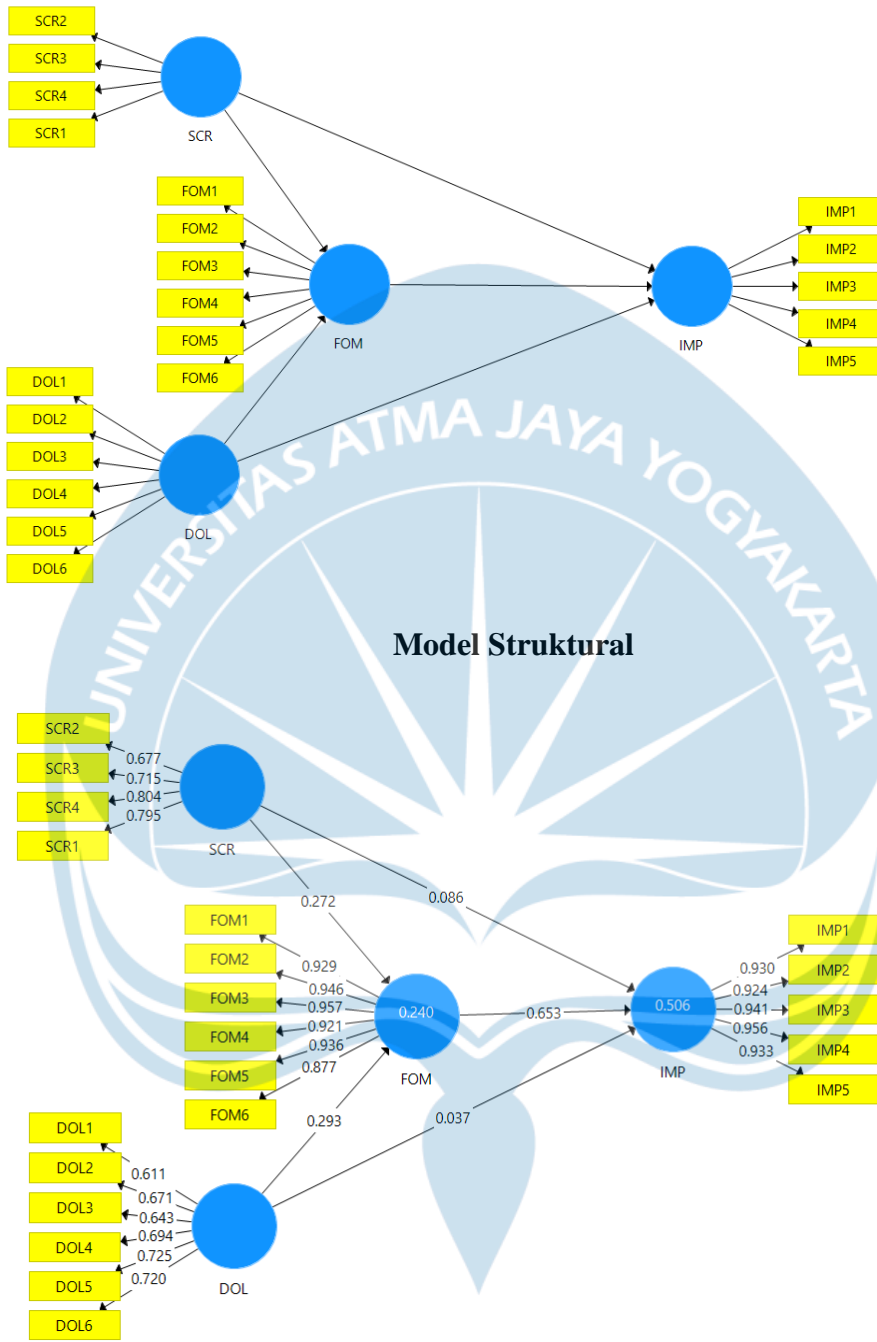 SCR2
SCR3
SCR4
SCR1
SCR
FOM1
FOM2
FOM3
FOM4
FOM5
FOM6
FOM
IMP1
IMP2
IMP3
IMP4
IMP5
IMP
DOL1
DOL2
DOL3
DOL4
DOL5
DOL6
DOL
UNIVERSITAS ATMA JAYA YOGYAKARTA
Model Struktural
SCR2
SCR3
SCR4
SCR1
0.677
0.715
0.804
0.795
SCR
0.272
0.086
FOM1
FOM2
FOM3
FOM4
FOM5
FOM6
0.929
0.946
0.957
0.921
0.936
0.877
0.240
FOM
0.653
0.506
IMP
0.930
0.924
0.941
0.956
0.933
IMP1
IMP2
IMP3
IMP4
IMP5
0.293
0.037
DOL1
DOL2
DOL3
DOL4
DOL5
DOL6
0.611
0.671
0.643
0.694
0.725
0.720
DOL